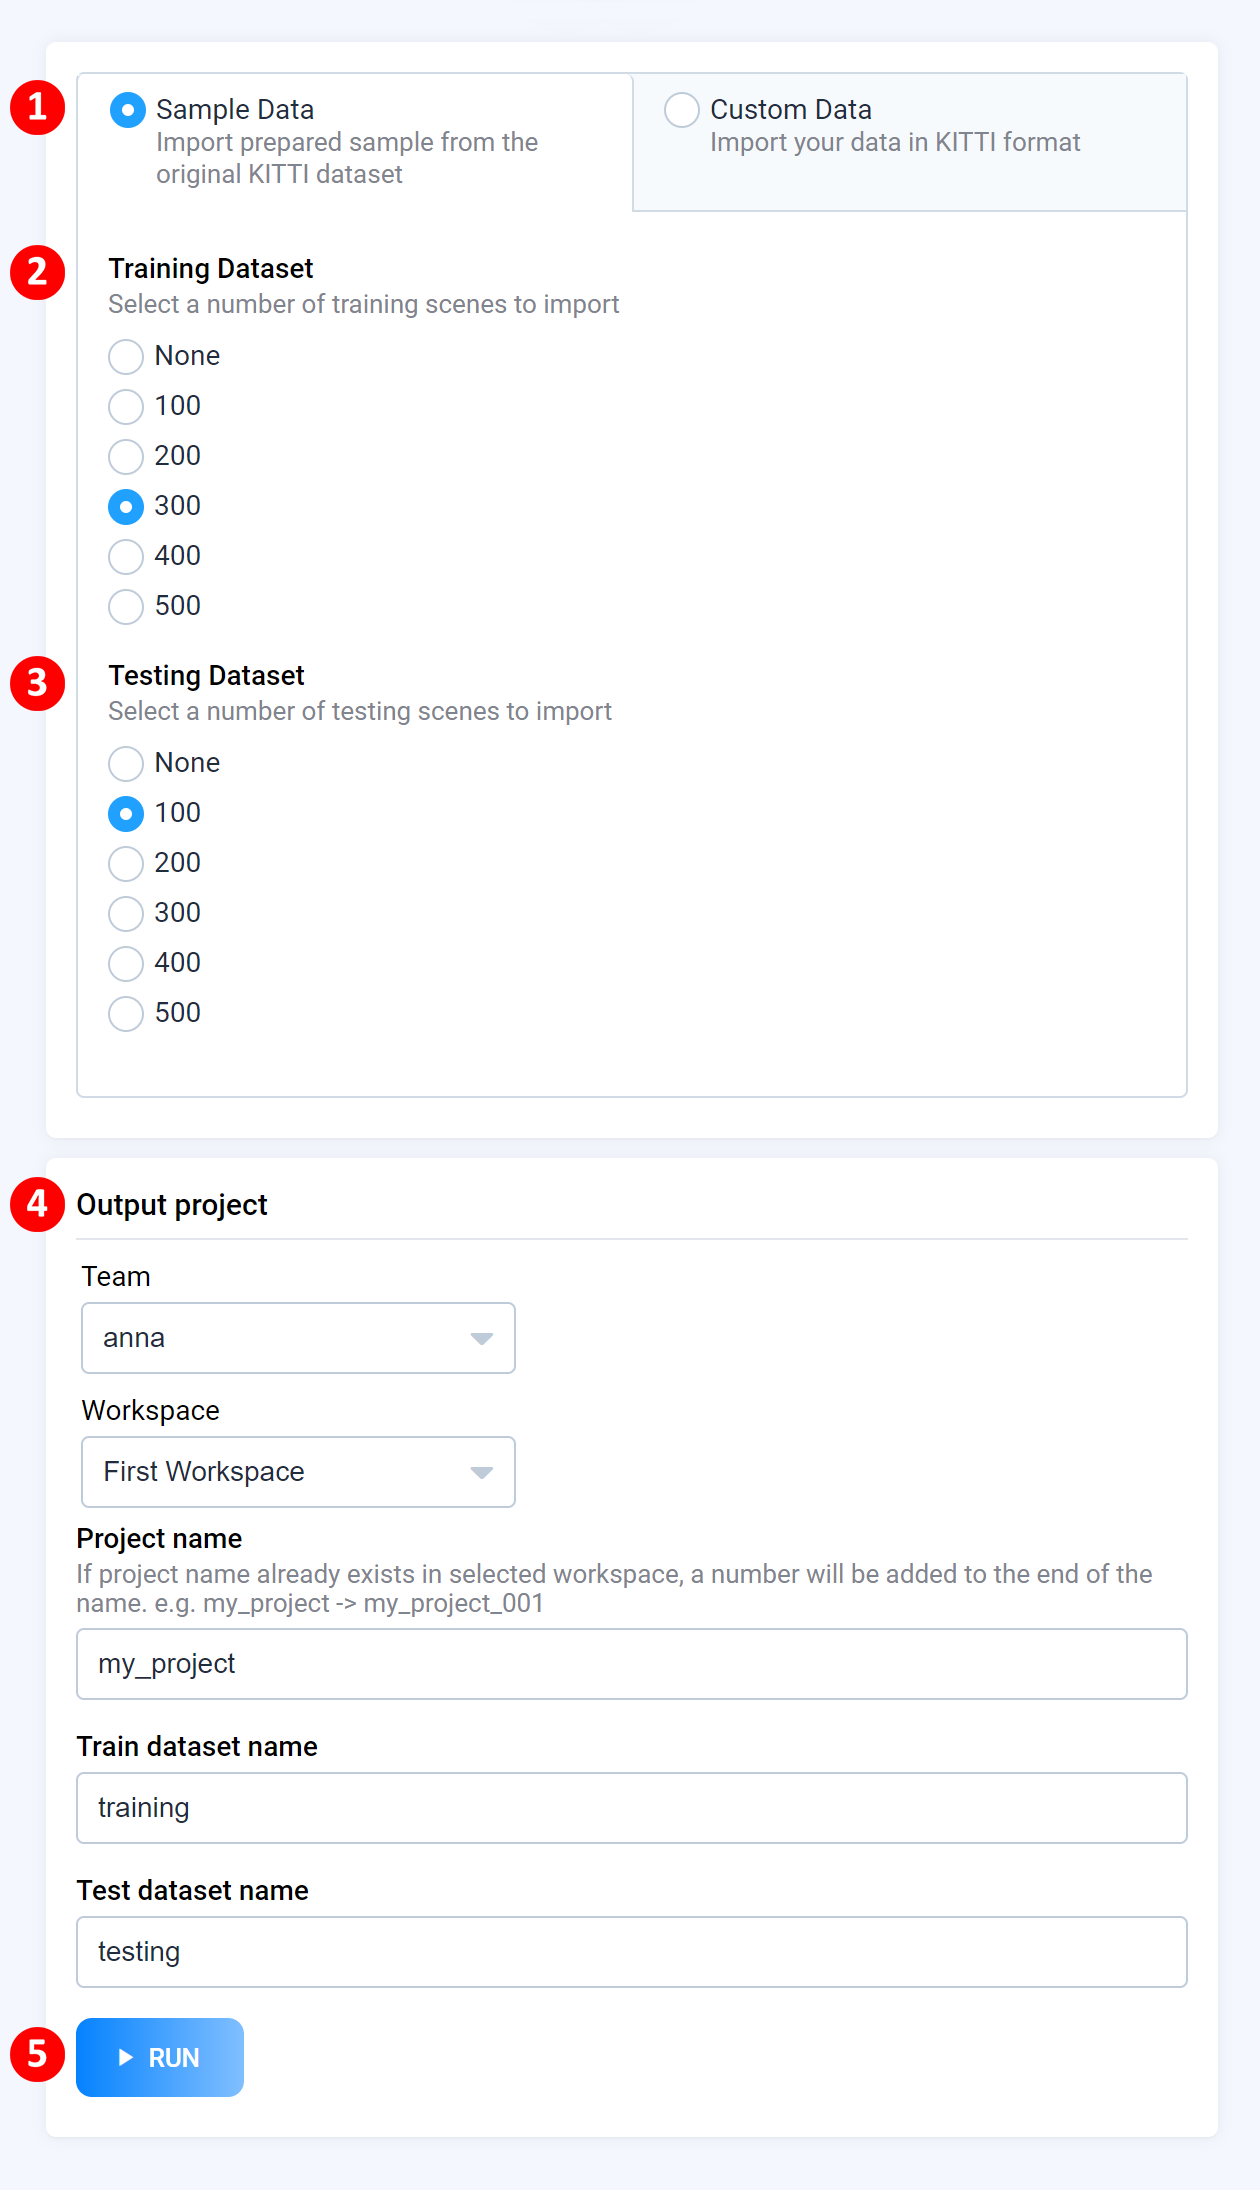 1
Sample Data
Import prepared sample from the
original KITTI dataset
Custom Data
Import your data in KITTI format
2
Training Dataset
Select a number of training scenes to import
None
100
200
300
400
500
3
Testing Dataset
Select a number of testing scenes to import
None
100
200
300
400
500
4
Output project
Team
anna
Workspace
First Workspace
Project name
If project name already exists in selected workspace, a number will be added to the end of the
name. e.g. my_project -> my_project_001
my_project
Train dataset name
training
Test dataset name
testing
5
RUN